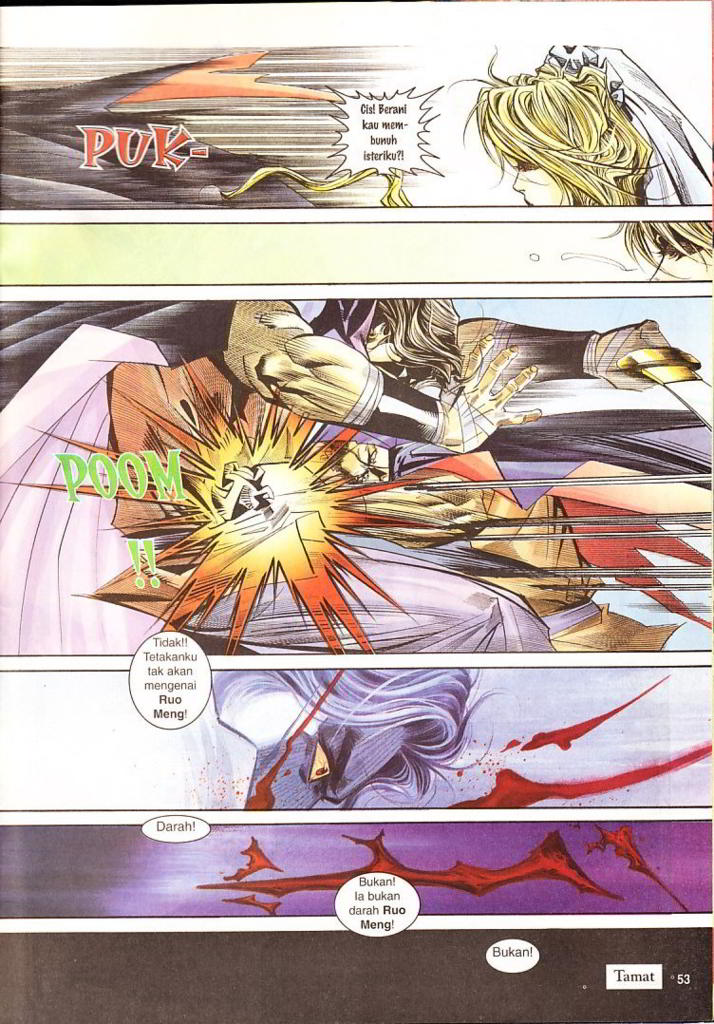 PUK-
Cis! Berani
kau mem-
bunuh
isteriku?!
POOM
!!
Tidak!!
Tetakanku
tak akan
mengenai
Ruo
Meng!
Darah!
Bukan!
Ia bukan
darah Ruo
Meng!
Bukan!
Tamat
53